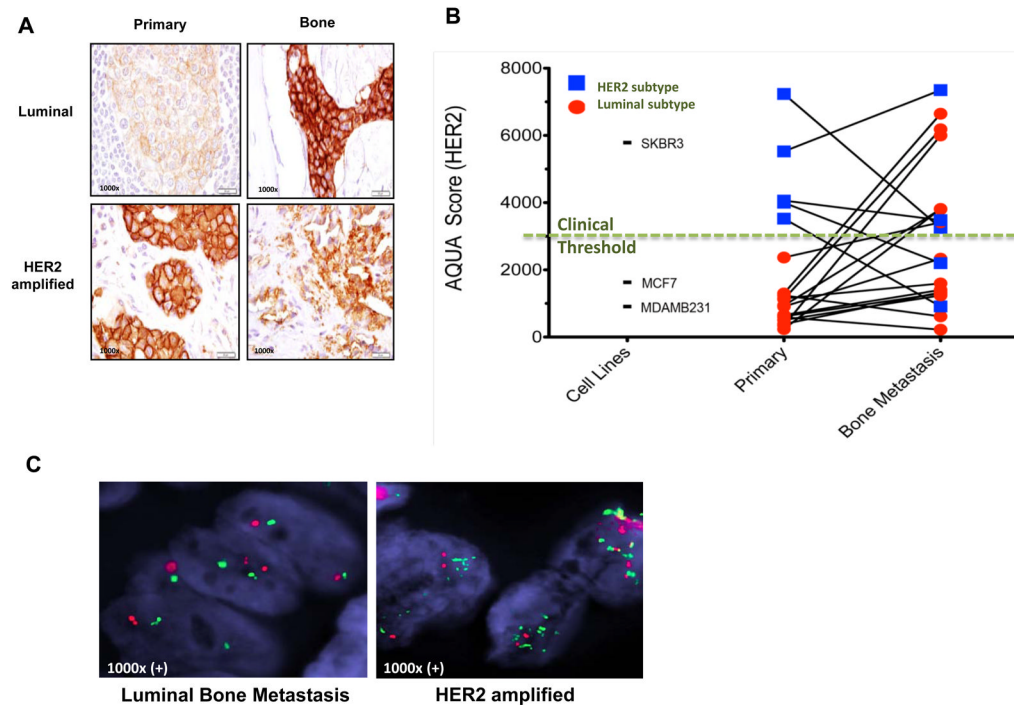 A
Primary
Bone
Luminal
1000x
1000x
HER2
amplified
1000x
1000x
B
AQUA Score (HER2)
8000
6000
4000
2000
0
HER2 subtype
Luminal subtype
SKBR3
Clinical
Threshold
MCF7
MDAMB231
Cell Lines
Primary
Bone Metastasis
C
1000x (+)
1000x (+)
Luminal Bone Metastasis
HER2 amplified